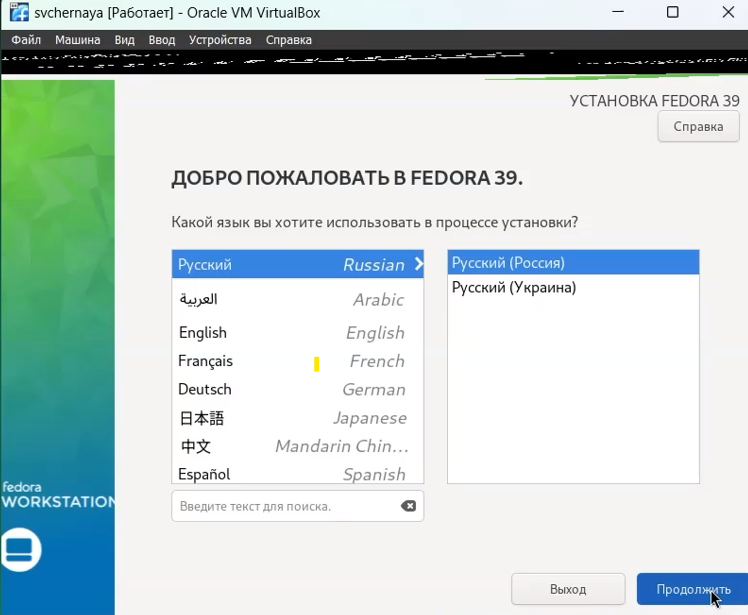 svchernaya [Работает] - Oracle VM VirtualBox
Файл Машина Вид Ввод Устройства Справка
УСТАНОВКА FEDORA 39
Справка
ДОБРО ПОЖАЛОВАТЬ В FEDORA 39.
Какой язык вы хотите использовать в процессе установки?
Русский Russian
العربية Arabic
English English
Français French
Deutsch German
日本語 Japanese
中文 Mandarin Chin...
Español Spanish
Русский (Россия)
Русский (Украина)
Введите текст для поиска.
fedora
WORKSTATION
Выход Продолжить